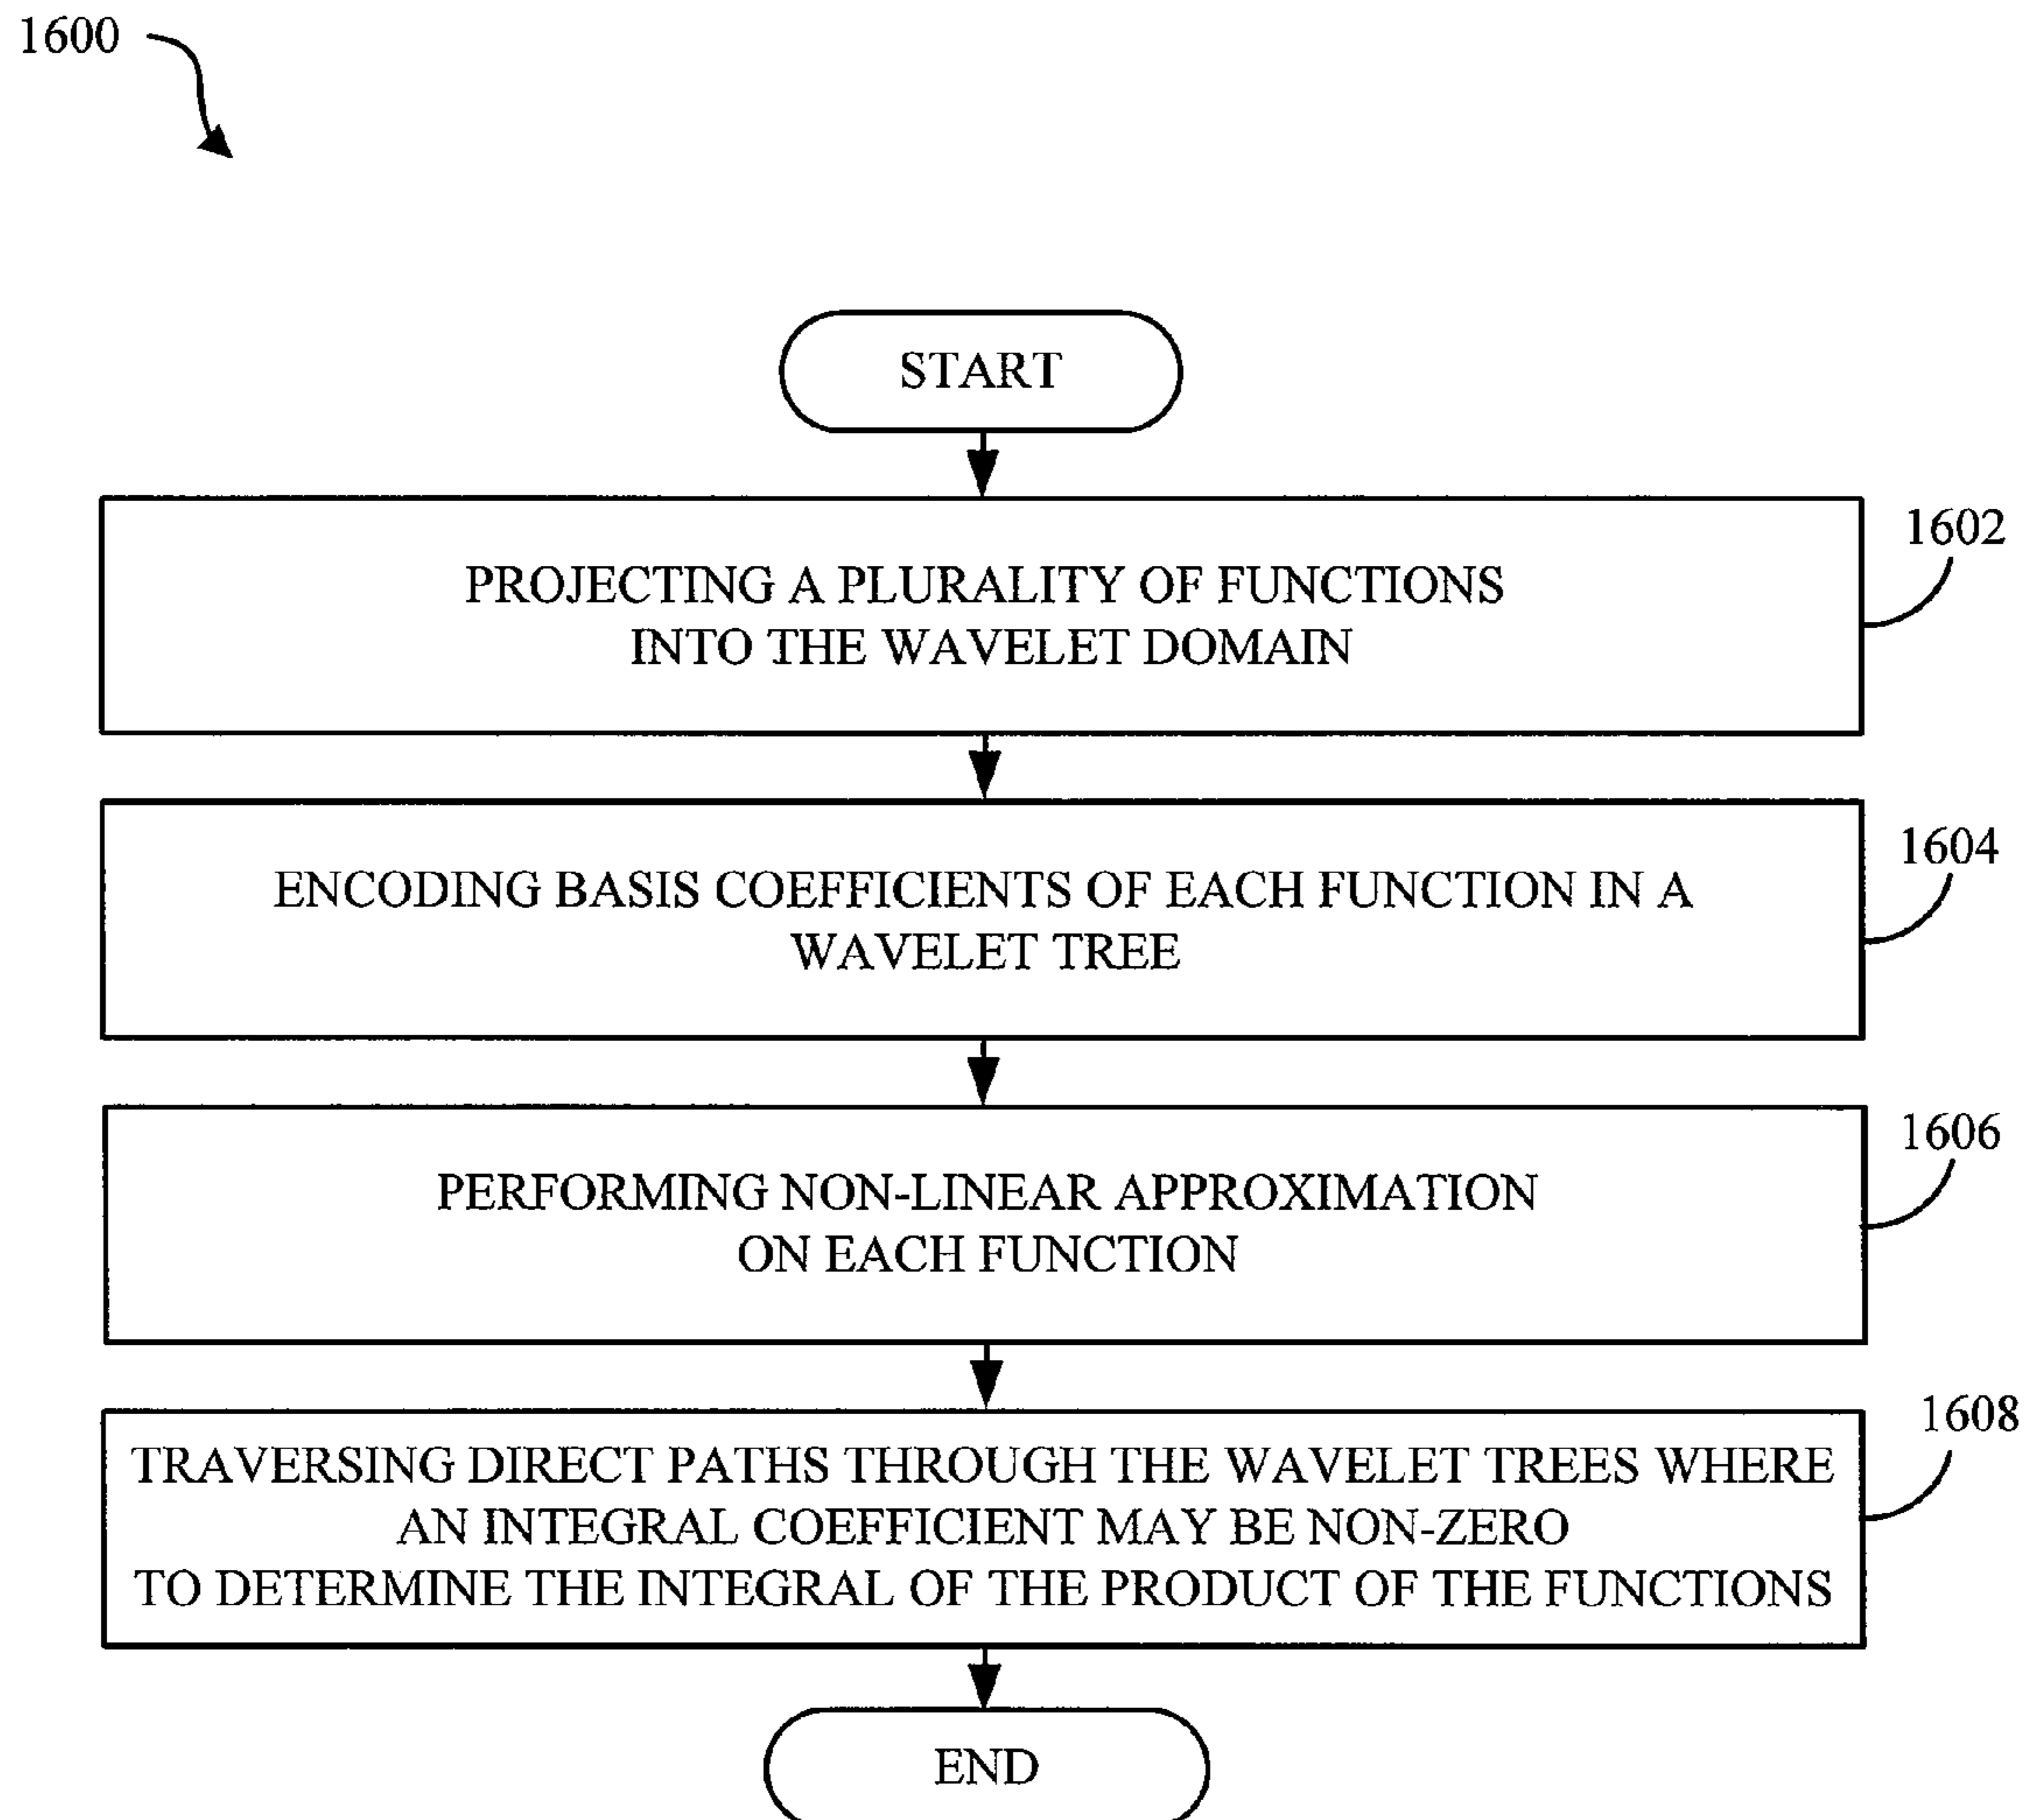 1600
START
1602
PROJECTING A PLURALITY OF FUNCTIONS
INTO THE WAVELET DOMAIN
1604
ENCODING BASIS COEFFICIENTS OF EACH FUNCTION IN A
WAVELET TREE
1606
PERFORMING NON-LINEAR APPROXIMATION
ON EACH FUNCTION
1608
TRAVERSING DIRECT PATHS THROUGH THE WAVELET TREES WHERE
AN INTEGRAL COEFFICIENT MAY BE NON-ZERO
TO DETERMINE THE INTEGRAL OF THE PRODUCT OF THE FUNCTIONS
END